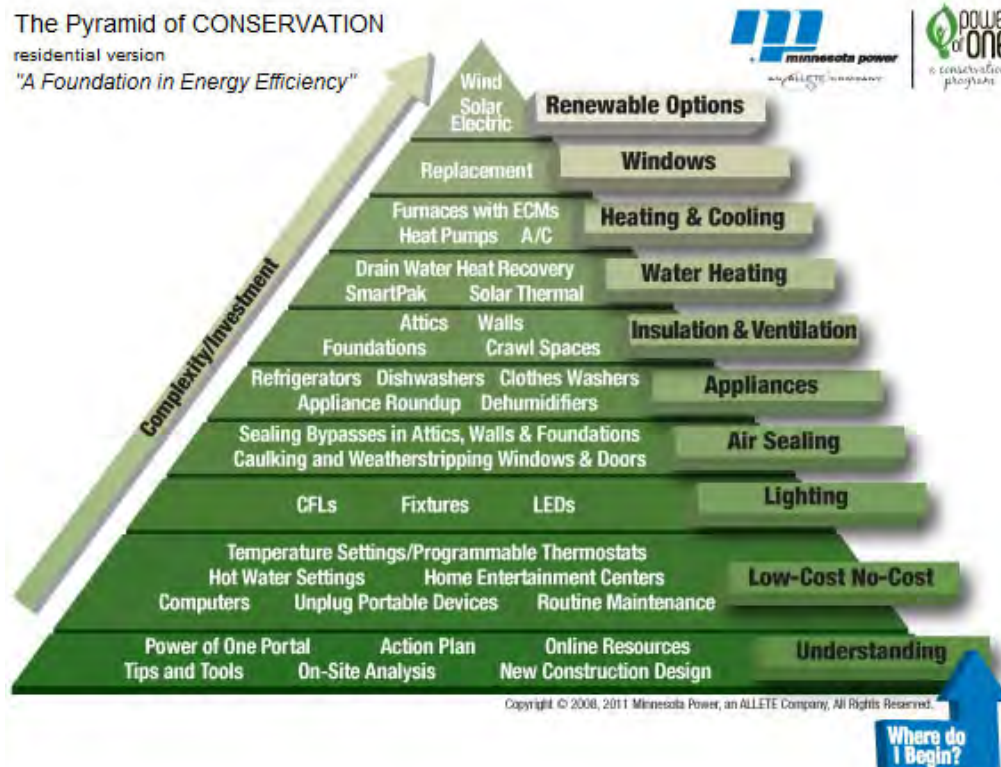 The Pyramid of CONSERVATION
residential version
"A Foundation in Energy Efficiency"
minnesota power
AN ALLETE COMPANY
power
of ONE
a conservation
program
Complexity/Investment
Wind
Solar
Electric
Renewable Options
Replacement
Windows
Furnaces with ECMs
Heat Pumps A/C
Heating & Cooling
Drain Water Heat Recovery
SmartPak Solar Thermal
Water Heating
Attics Walls
Foundations Crawl Spaces
Insulation & Ventilation
Refrigerators Dishwashers Clothes Washers
Appliance Roundup Dehumidifiers
Appliances
Sealing Bypasses in Attics, Walls & Foundations
Caulking and Weatherstripping Windows & Doors
Air Sealing
CFLs Fixtures LEDs
Lighting
Temperature Settings/Programmable Thermostats
Hot Water Settings Home Entertainment Centers
Computers Unplug Portable Devices Routine Maintenance
Low-Cost No-Cost
Power of One Portal Action Plan Online Resources
Tips and Tools On-Site Analysis New Construction Design
Understanding
Copyright © 2008, 2011 Minnesota Power, an ALLETE Company, All Rights Reserved.
Where do
I Begin?